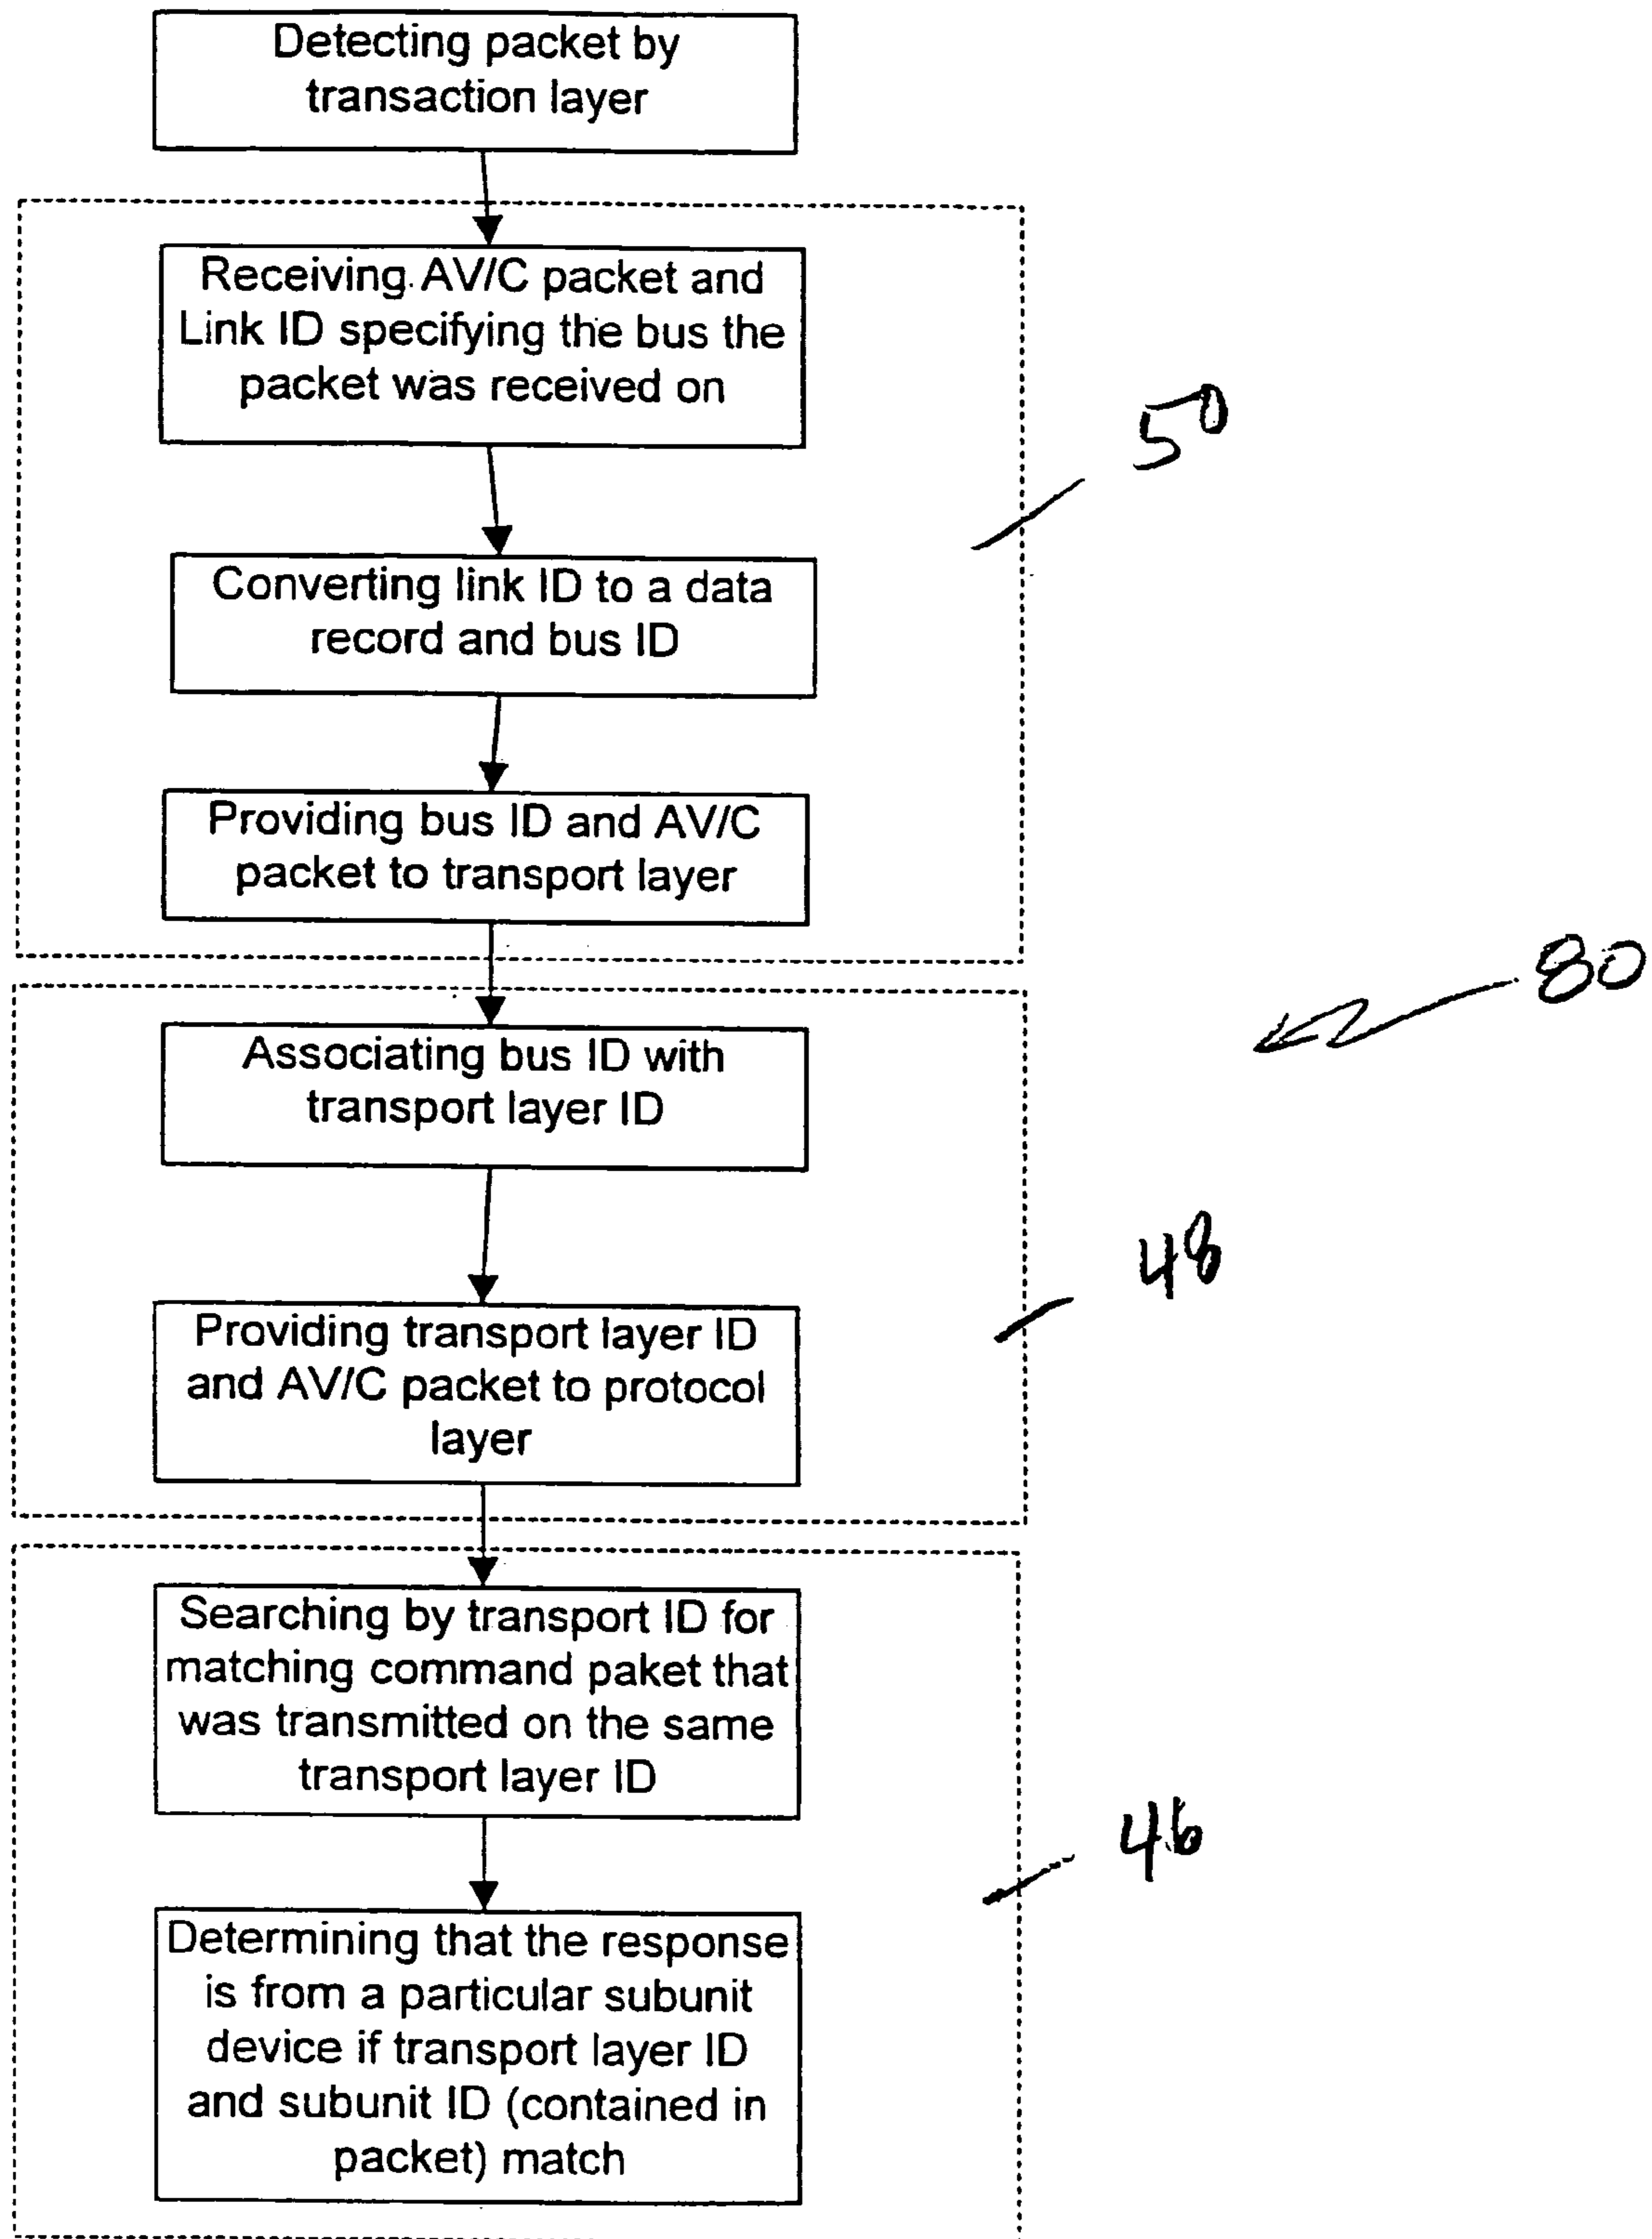 Detecting packet by
transaction layer
Receiving AV/C packet and
Link ID specifying the bus the
packet was received on
50
Converting link ID to a data
record and bus ID
Providing bus ID and AV/C
packet to transport layer
80
Associating bus ID with
transport layer ID
48
Providing transport layer ID
and AV/C packet to protocol
layer
Searching by transport ID for
matching command paket that
was transmitted on the same
transport layer ID
46
Determining that the response
is from a particular subunit
device if transport layer ID
and subunit ID (contained in
packet) match